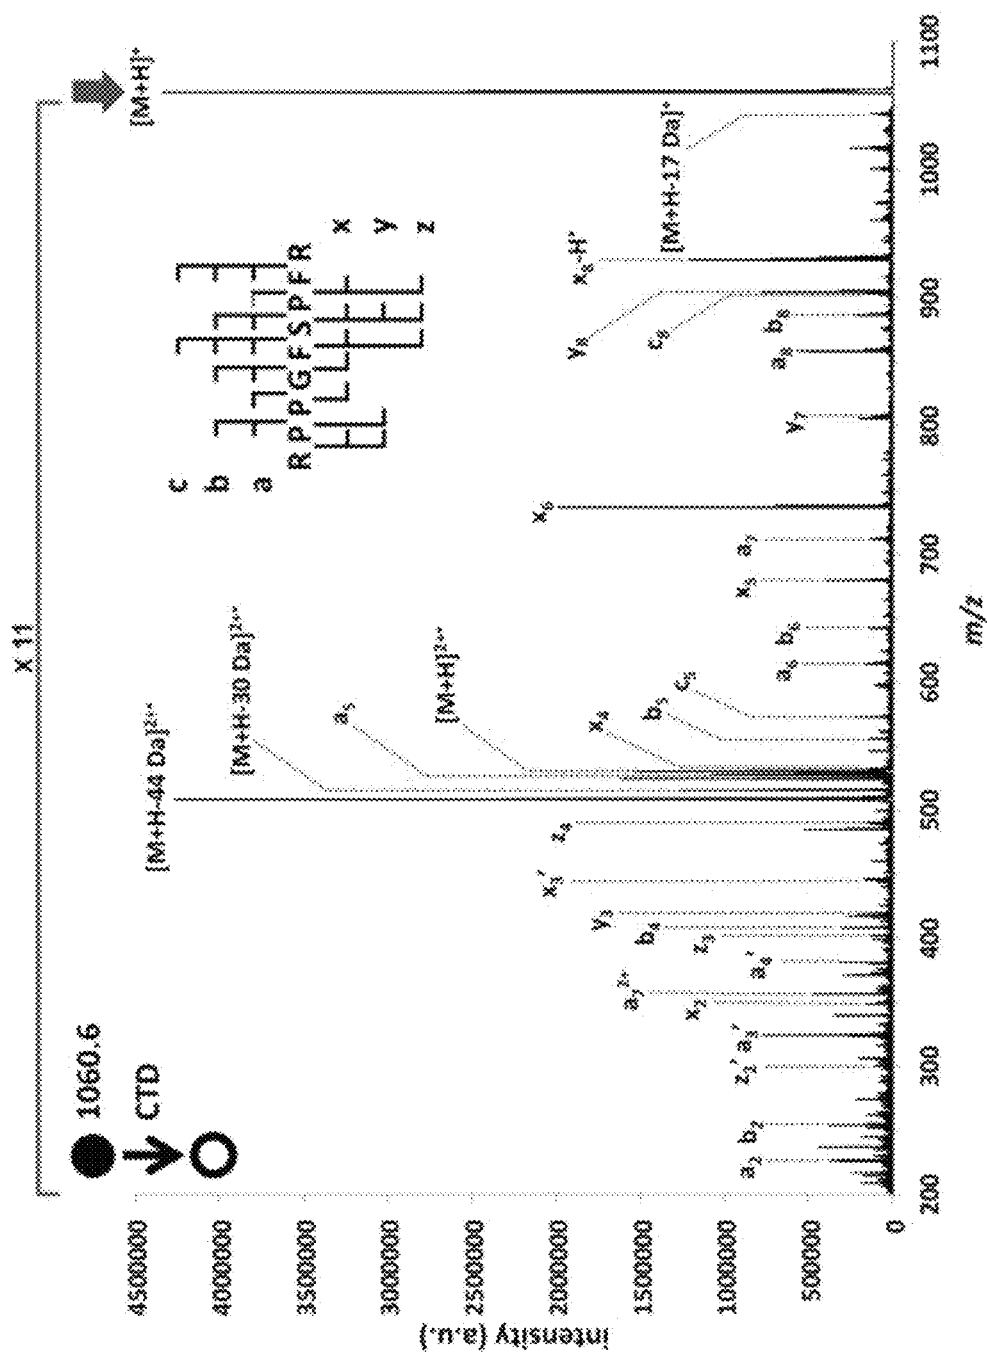 x 11
1060.6
CTD
[M+H-44 Da]²⁺•
[M+H-30 Da]²⁺•
a₅
[M+H]²⁺•
x₄
b₅
c₅
a₂
b₂
z₂'
a₃'
x₂
a₇²⁺
a₄'
z₃
b₄
y₃
x₃'
z₄
a₆
b₆
x₅
a₇
x₆
y₇
a₈
b₈
c₈
y₈
x₈-H•
[M+H-17 Da]⁺
[M+H]⁺
c
b
a
R P P G F S P F R
x
y
z
intensity (a.u.)
4500000
4000000
3500000
3000000
2500000
2000000
1500000
1000000
500000
0
200 300 400 500 600 700 800 900 1000 1100
m/z